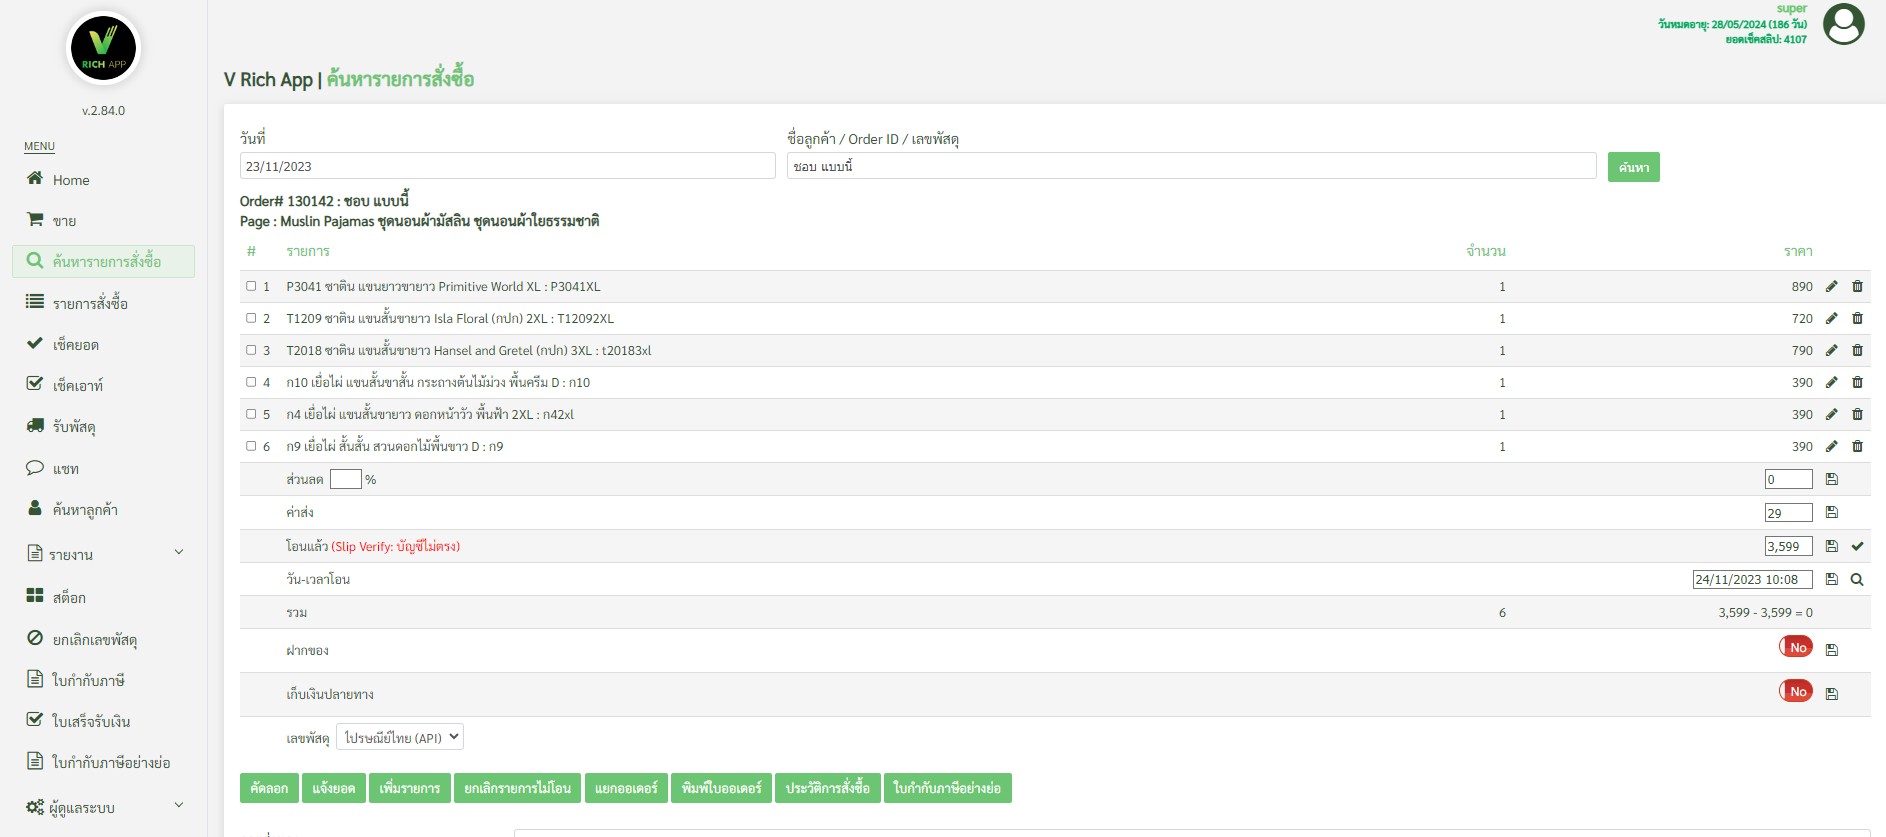 super
วันหมดอายุ: 28/05/2024 (186 วัน)
ยอดเช็คสลิป: 4107
V
RICH APP
v.2.84.0
MENU
Home
ขาย
ค้นหารายการสั่งซื้อ
รายการสั่งซื้อ
เช็คยอด
เช็คเอาท์
รับพัสดุ
แชท
ค้นหาลูกค้า
รายงาน
สต็อก
ยกเลิกเลขพัสดุ
ใบกำกับภาษี
ใบเสร็จรับเงิน
ใบกำกับภาษีอย่างย่อ
ผู้ดูแลระบบ
V Rich App | ค้นหารายการสั่งซื้อ
วันที่ ชื่อลูกค้า / Order ID / เลขพัสดุ
23/11/2023 ชอบ แบบนี้ ค้นหา
Order# 130142 : ชอบ แบบนี้
Page : Muslin Pajamas ชุดนอนผ้ามัสลิน ชุดนอนผ้าใยธรรมชาติ
# รายการ จำนวน ราคา
1 P3041 ซาติน แขนยาวขายาว Primitive World XL : P3041XL 1 890
2 T1209 ซาติน แขนสั้นขายาว Isla Floral (กปก) 2XL : T12092XL 1 720
3 T2018 ซาติน แขนสั้นขายาว Hansel and Gretel (กปก) 3XL : t20183xl 1 790
4 ก10 เยื่อไผ่ แขนสั้นขาสั้น กระถางต้นไม้ม่วง พื้นครีม D : ก10 1 390
5 ก4 เยื่อไผ่ แขนสั้นขายาว ดอกหน้าวัว พื้นฟ้า 2XL : ก42xl 1 390
6 ก9 เยื่อไผ่ สั้นสั้น สวนดอกไม้พื้นขาว D : ก9 1 390
ส่วนลด % 0
ค่าส่ง 29
โอนแล้ว (Slip Verify: บัญชีไม่ตรง) 3,599
วัน-เวลาโอน 24/11/2023 10:08
รวม 6 3,599 - 3,599 = 0
ฝากของ No
เก็บเงินปลายทาง No
เลขพัสดุ ไปรษณีย์ไทย (API)
คัดลอก แจ้งยอด เพิ่มรายการ ยกเลิกรายการไม่โอน แยกออเดอร์ พิมพ์ใบออเดอร์ ประวัติการสั่งซื้อ ใบกำกับภาษีอย่างย่อ